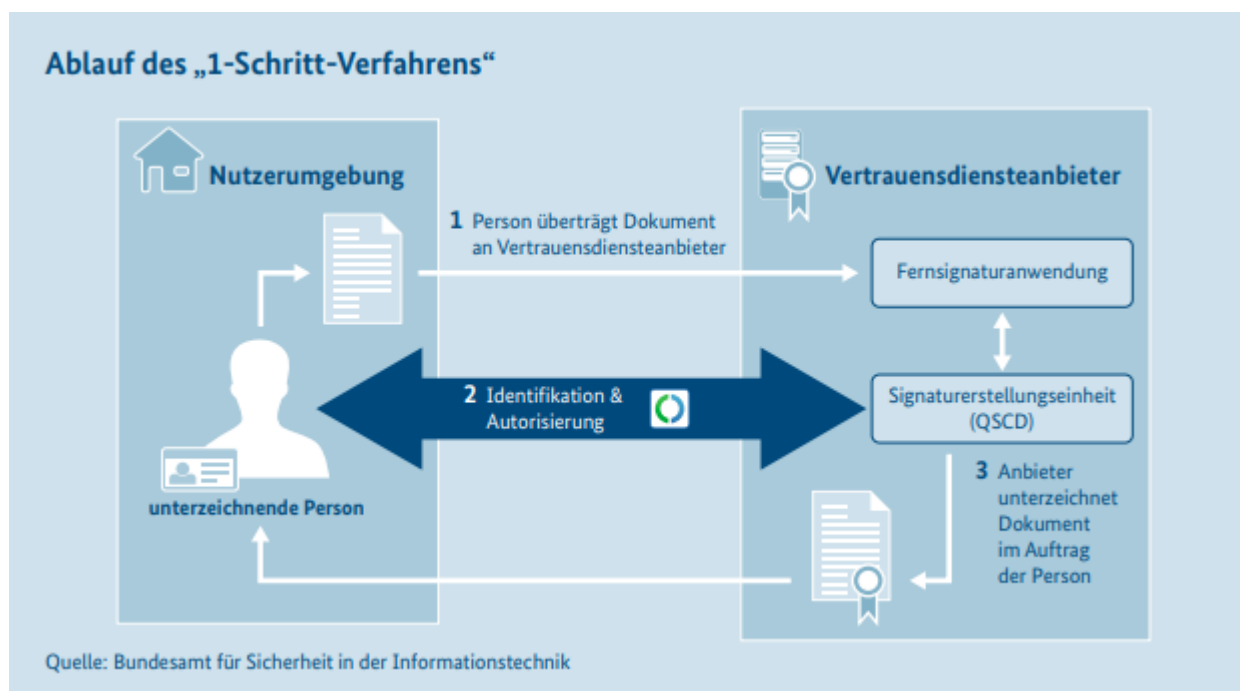 Ablauf des „1-Schritt-Verfahrens“
Nutzerumgebung
Vertrauensdiensteanbieter
1 Person überträgt Dokument
an Vertrauensdiensteanbieter
Fernsignaturanwendung
2 Identifikation &
Autorisierung
Signaturerstellungseinheit
(QSCD)
3 Anbieter
unterzeichnet
Dokument
im Auftrag
der Person
unterzeichnende Person
Quelle: Bundesamt für Sicherheit in der Informationstechnik